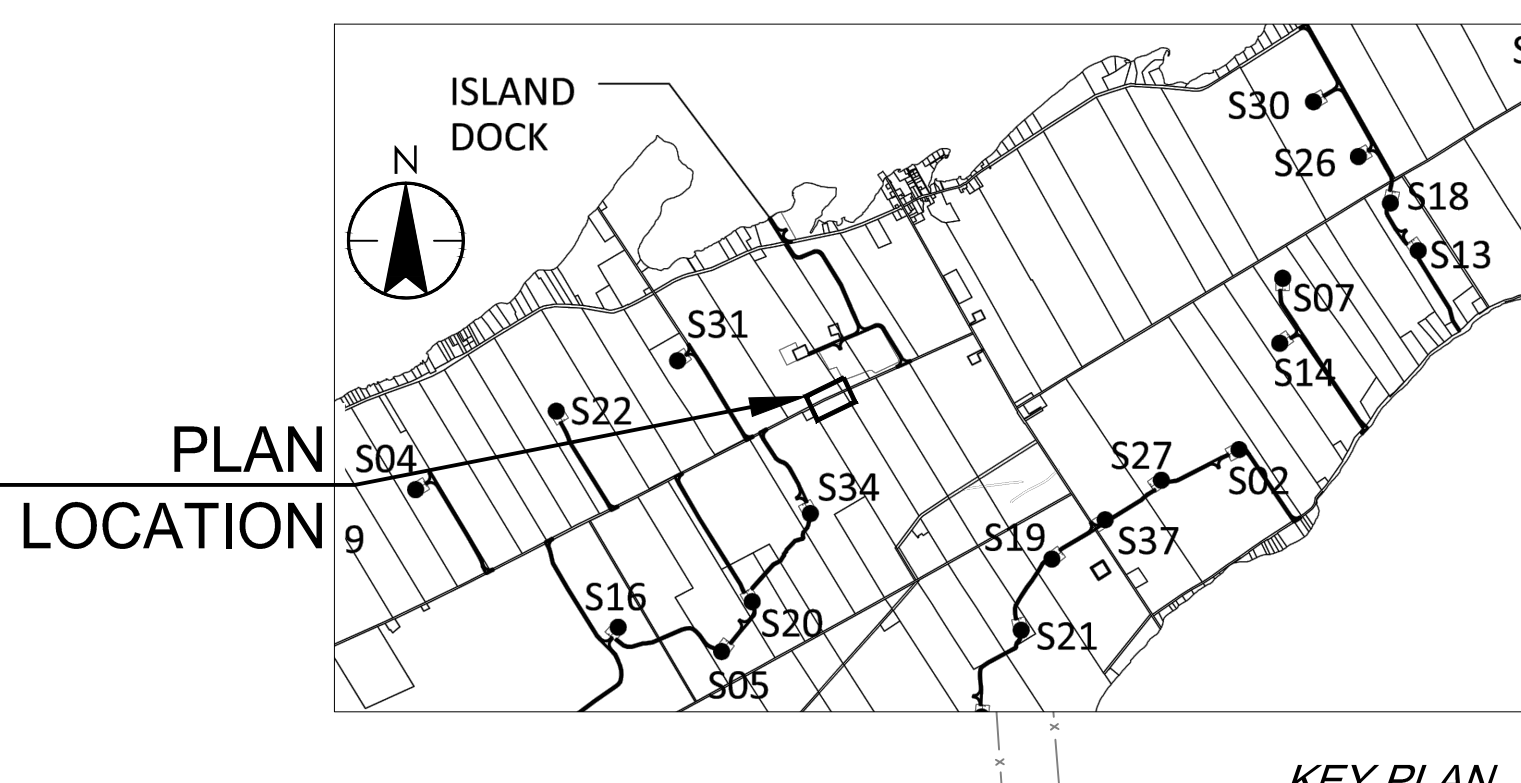 ISLAND
DOCK
N
S30
S26
S18
S13
S07
S14
S31
S22
PLAN
LOCATION
S04
9
S34
S27
S02
S19
S37
S16
S20
S21
S05
x
x
KEY PLAN